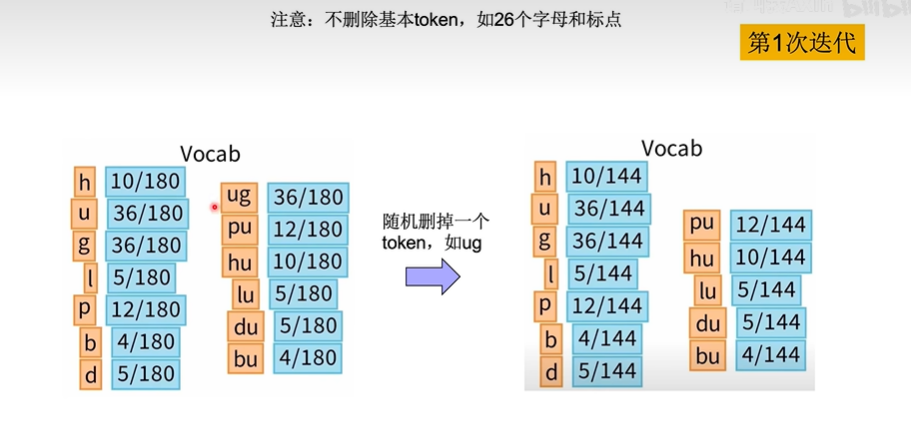 注意：不删除基本token，如26个字母和标点
第1次迭代
Vocab
h 10/180
u 36/180
g 36/180
l 5/180
p 12/180
b 4/180
d 5/180
ug 36/180
pu 12/180
hu 10/180
lu 5/180
du 5/180
bu 4/180
随机删掉一个
token，如ug
Vocab
h 10/144
u 36/144
g 36/144
l 5/144
p 12/144
b 4/144
d 5/144
pu 12/144
hu 10/144
lu 5/144
du 5/144
bu 4/144